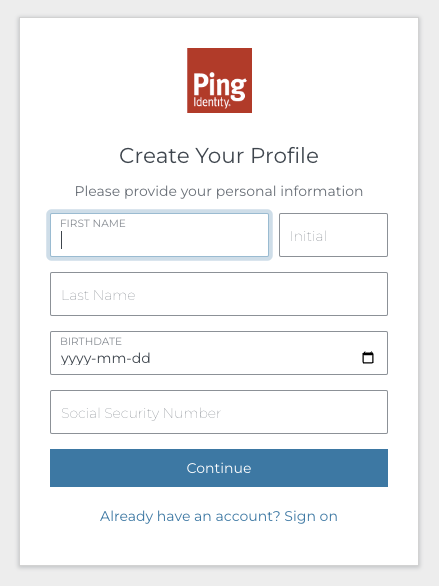 Ping
Identity.
Create Your Profile
Please provide your personal information
FIRST NAME
Initial
Last Name
BIRTHDATE
yyyy-mm-dd
Social Security Number
Continue
Already have an account? Sign on